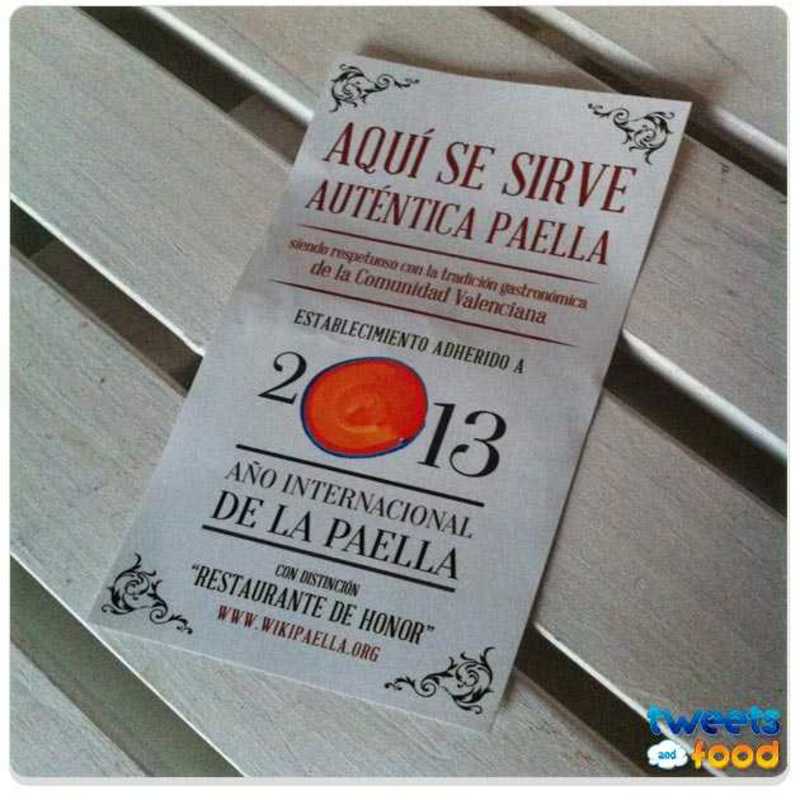 AQUÍ SE SIRVE
AUTÉNTICA PAELLA
siendo respetuoso con la tradición gastronómica
de la Comunidad Valenciana
ESTABLECIMIENTO ADHERIDO A
2013
AÑO INTERNACIONAL
DE LA PAELLA
CON DISTINCIÓN
"RESTAURANTE DE HONOR"
WWW.WIKIPAELLA.ORG
tweets
and food